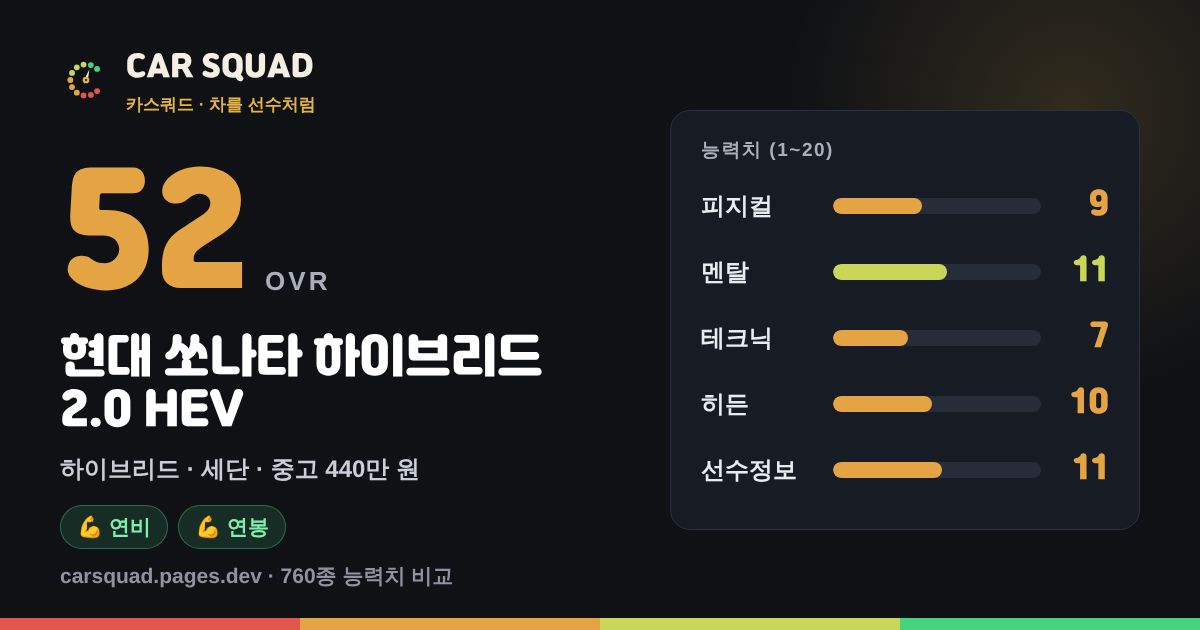 CAR SQUAD
카스쿼드 · 차를 선수처럼
52 OVR
현대 쏘나타 하이브리드
2.0 HEV
하이브리드 · 세단 · 중고 440만 원
💪 연비 💪 연봉
carsquad.pages.dev · 760종 능력치 비교
능력치 (1~20)
피지컬 9
멘탈 11
테크닉 7
히든 10
선수정보 11